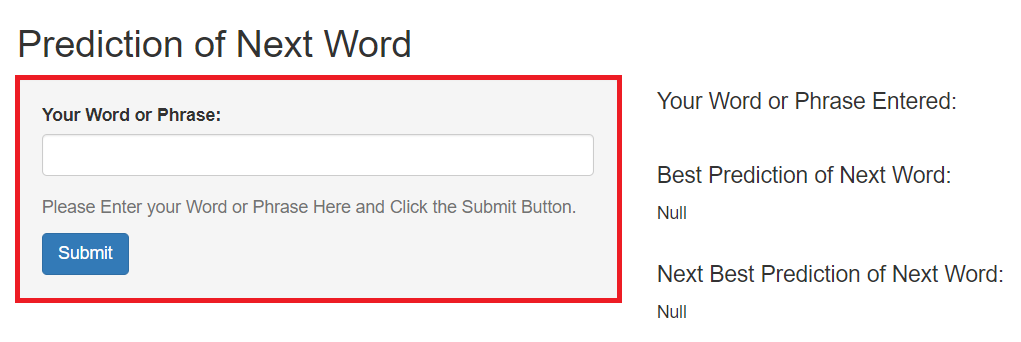 Prediction of Next Word
Your Word or Phrase:
Please Enter your Word or Phrase Here and Click the Submit Button.
Submit
Your Word or Phrase Entered:
Best Prediction of Next Word:
Null
Next Best Prediction of Next Word:
Null